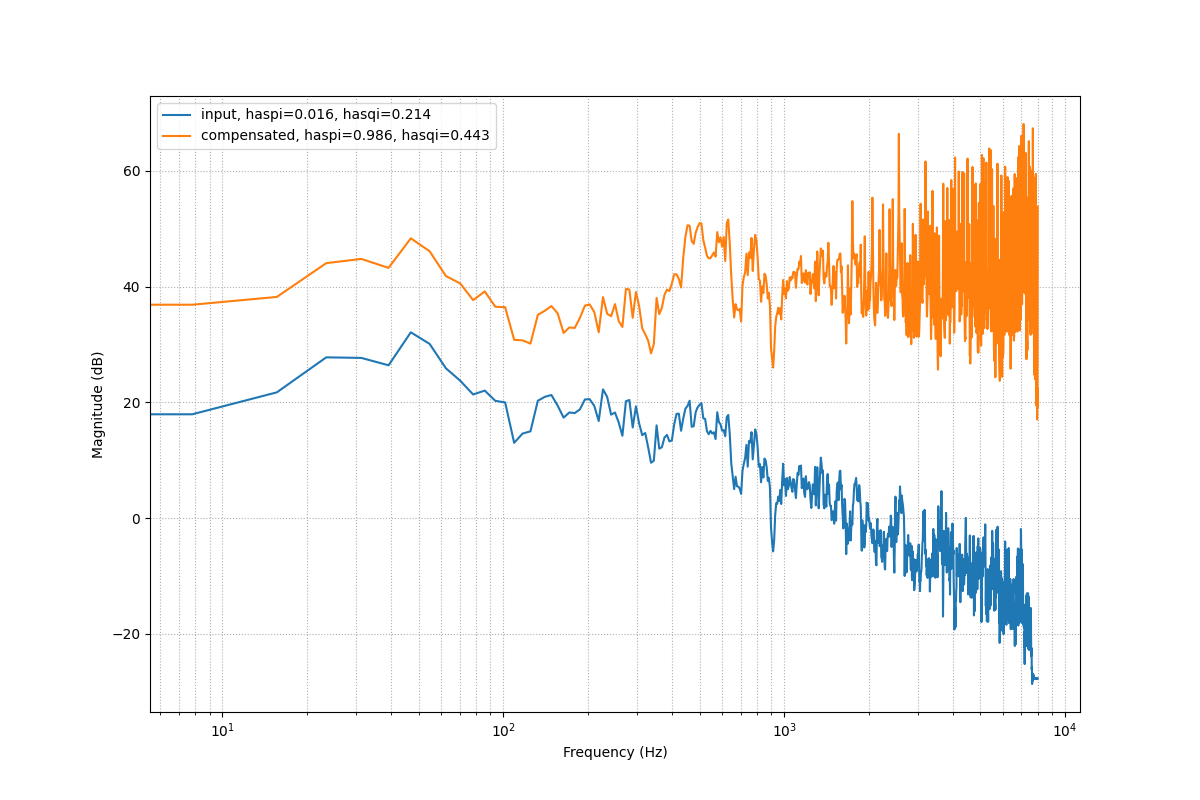 input, haspi=0.016, hasqi=0.214
compensated, haspi=0.986, hasqi=0.443
60
40
20
0
−20
Magnitude (dB)
10¹ 10² 10³ 10⁴
Frequency (Hz)